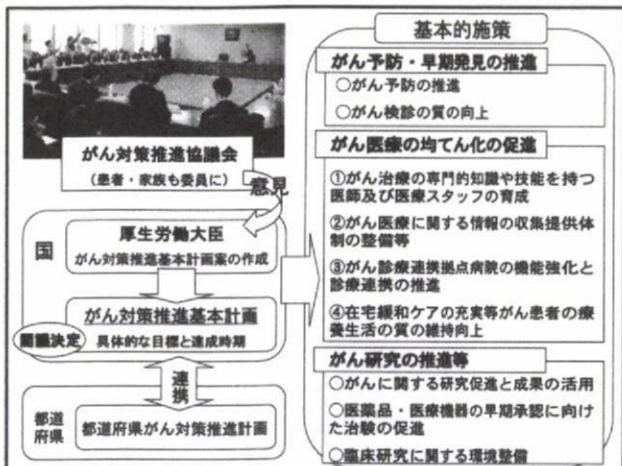 がん対策推進協議会
(患者・家族も委員に)
意見
国
厚生労働大臣
がん対策推進基本計画案の作成
がん対策推進基本計画
閣議決定
具体的な目標と達成時期
連携
都道
府県
都道府県がん対策推進計画
基本的施策
がん予防・早期発見の推進
○がん予防の推進
○がん検診の質の向上
がん医療の均てん化の促進
①がん治療の専門的知識や技能を持つ
医師及び医療スタッフの育成
②がん医療に関する情報の収集提供体
制の整備等
③がん診療連携拠点病院の機能強化と
診療連携の推進
④在宅緩和ケアの充実等がん患者の療
養生活の質の維持向上
がん研究の推進等
○がんに関する研究促進と成果の活用
○医薬品・医療機器の早期承認に向け
た治験の促進
○臨床研究に関する環境整備